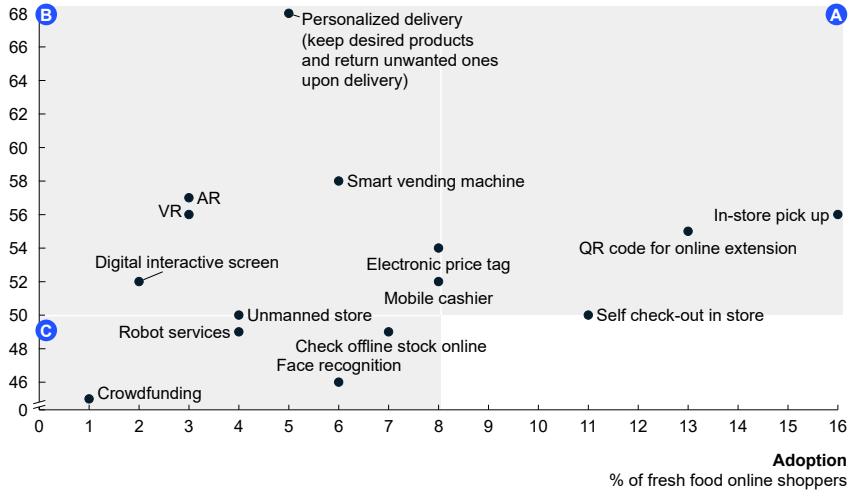 68
B
A
Personalized delivery
(keep desired products
and return unwanted ones
upon delivery)
66
64
62
60
58
Smart vending machine
AR
VR
56
In-store pick up
54
QR code for online extension
Digital interactive screen
Electronic price tag
52
Mobile cashier
50
Unmanned store
Self check-out in store
C
Robot services
48
Check offline stock online
Face recognition
46
Crowdfunding
0
0 1 2 3 4 5 6 7 8 9 10 11 12 13 14 15 16
Adoption
% of fresh food online shoppers